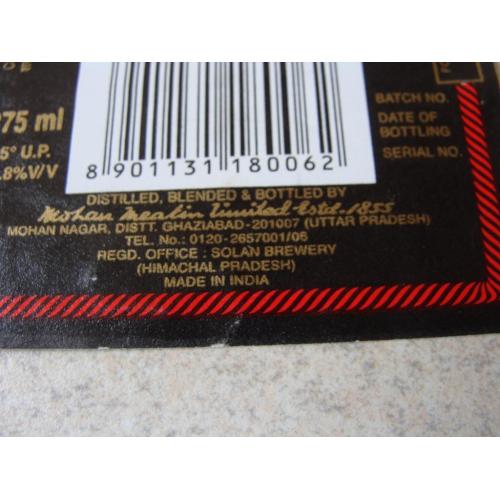 75 ml
5° U.P.
.8%V/V
8 901131 180062
BATCH NO.
DATE OF
BOTTLING
SERIAL NO.
DISTILLED, BLENDED & BOTTLED BY
Mohan Meakin Limited Estd. 1855
MOHAN NAGAR, DISTT. GHAZIABAD-201007 (UTTAR PRADESH)
TEL. No.: 0120-2657001/06
REGD. OFFICE : SOLAN BREWERY
(HIMACHAL PRADESH)
MADE IN INDIA